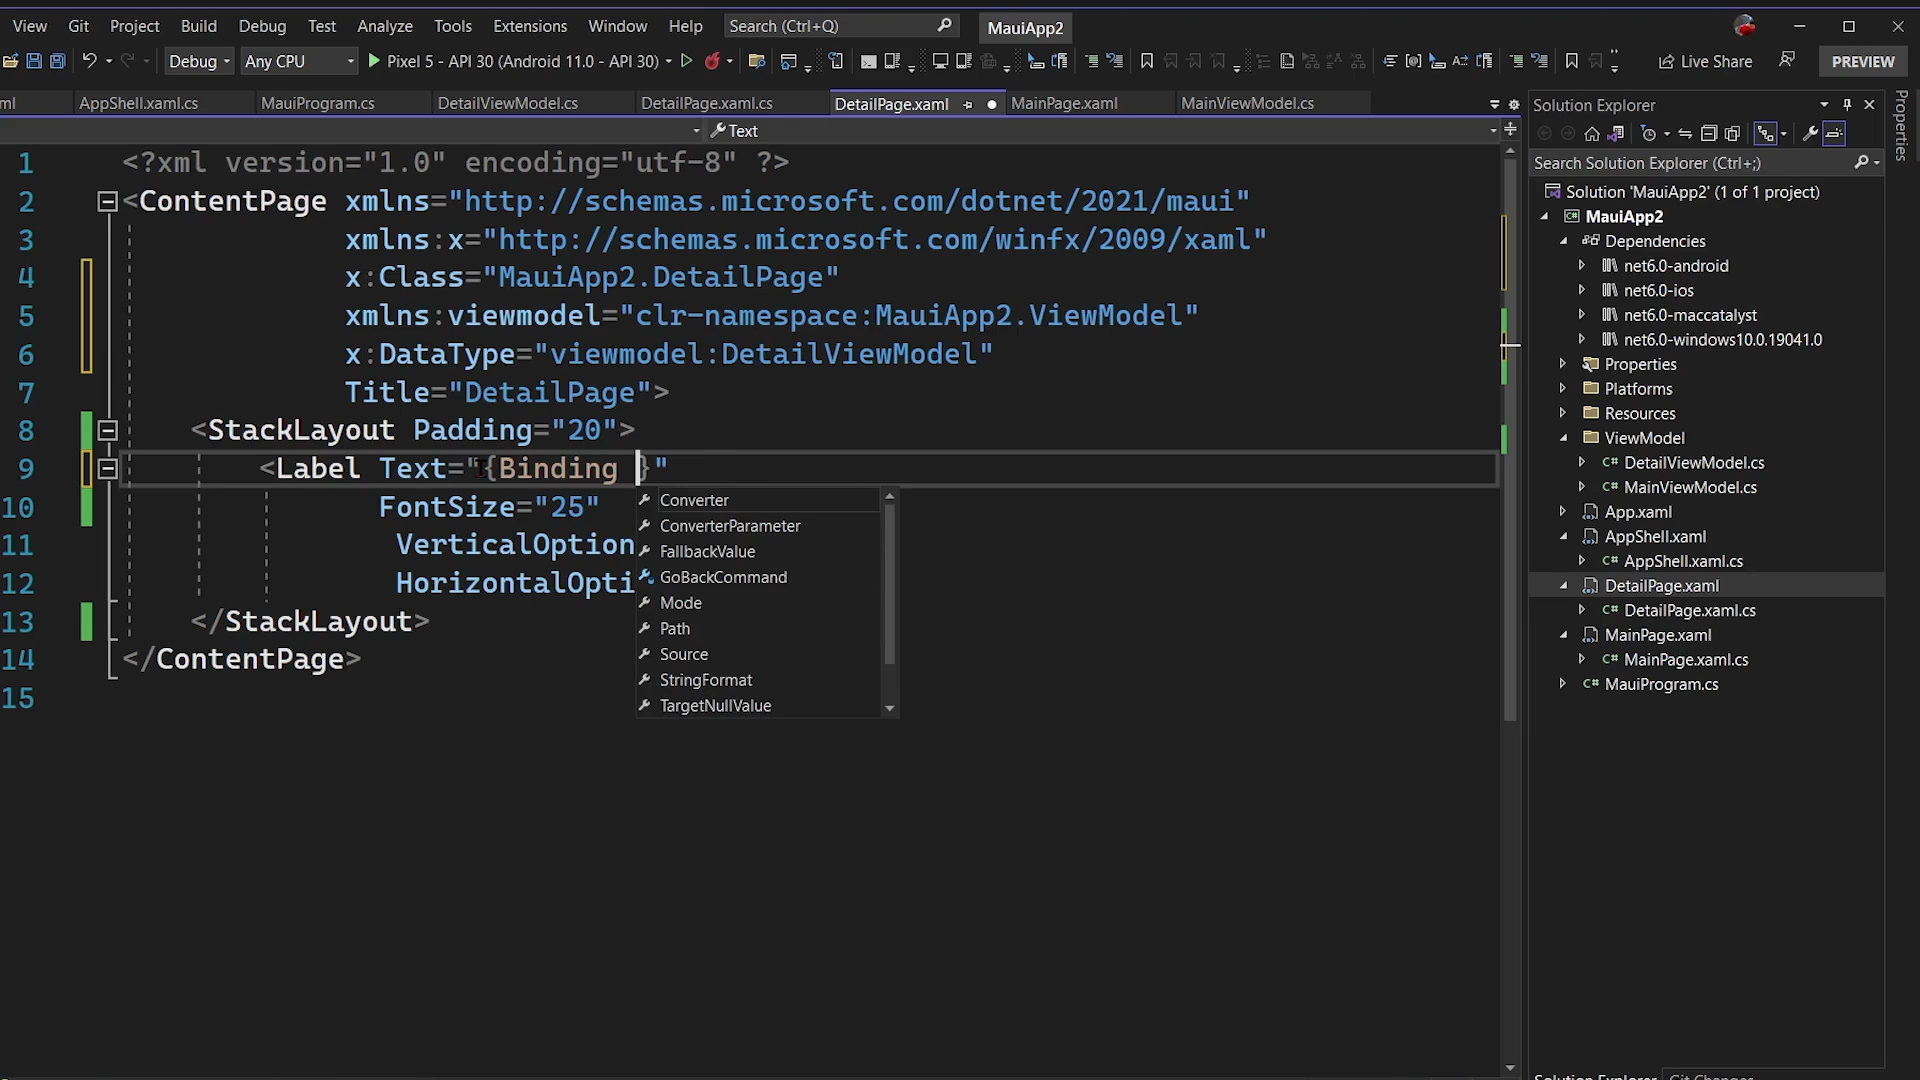 View Git Project Build Debug Test Analyze Tools Extensions Window Help Search (Ctrl+Q) MauiApp2
Debug Any CPU Pixel 5 - API 30 (Android 11.0 - API 30) Live Share PREVIEW
ml AppShell.xaml.cs MauiProgram.cs DetailViewModel.cs DetailPage.xaml.cs DetailPage.xaml MainPage.xaml MainViewModel.cs
Text
1 <?xml version="1.0" encoding="utf-8" ?>
2 <ContentPage xmlns="http://schemas.microsoft.com/dotnet/2021/maui"
3 xmlns:x="http://schemas.microsoft.com/winfx/2009/xaml"
4 x:Class="MauiApp2.DetailPage"
5 xmlns:viewmodel="clr-namespace:MauiApp2.ViewModel"
6 x:DataType="viewmodel:DetailViewModel"
7 Title="DetailPage">
8 <StackLayout Padding="20">
9 <Label Text="{Binding }"
10 FontSize="25"
11 VerticalOption
12 HorizontalOpti
13 </StackLayout>
14 </ContentPage>
15
Converter
ConverterParameter
FallbackValue
GoBackCommand
Mode
Path
Source
StringFormat
TargetNullValue
Solution Explorer
Search Solution Explorer (Ctrl+;)
Solution 'MauiApp2' (1 of 1 project)
MauiApp2
Dependencies
net6.0-android
net6.0-ios
net6.0-maccatalyst
net6.0-windows10.0.19041.0
Properties
Platforms
Resources
ViewModel
C# DetailViewModel.cs
C# MainViewModel.cs
App.xaml
AppShell.xaml
C# AppShell.xaml.cs
DetailPage.xaml
C# DetailPage.xaml.cs
MainPage.xaml
C# MainPage.xaml.cs
C# MauiProgram.cs
Solution Explorer Git Changes
Properties